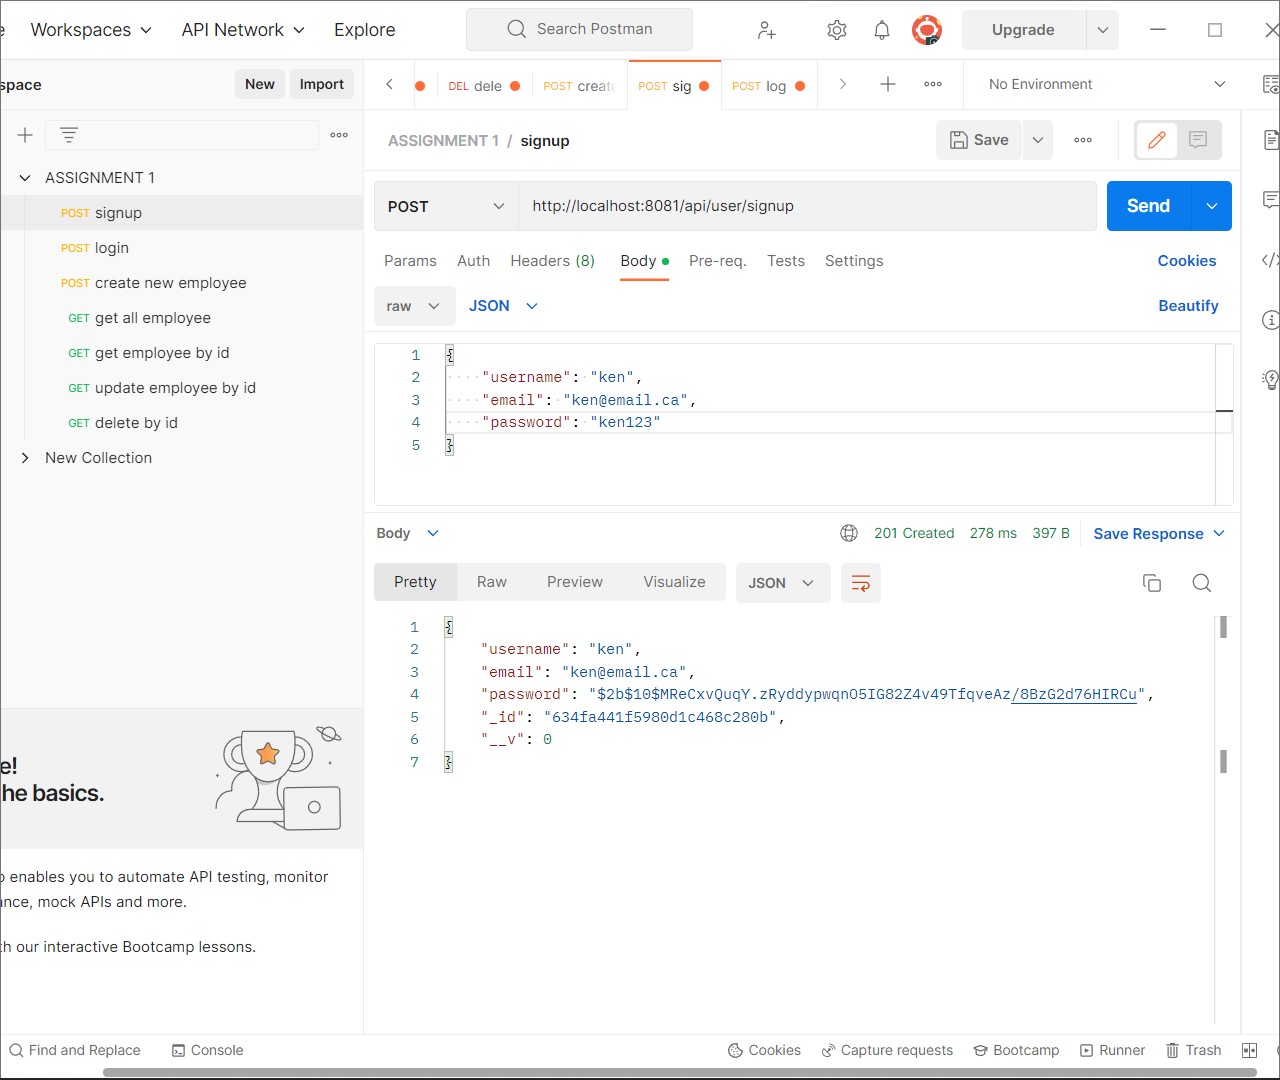 Workspaces API Network Explore Search Postman Upgrade
New Import DEL dele POST create POST sig POST log No Environment
ASSIGNMENT 1 / signup Save
ASSIGNMENT 1
POST signup
POST login
POST create new employee
GET get all employee
GET get employee by id
GET update employee by id
GET delete by id
New Collection
he basics.
enables you to automate API testing, monitor
mock APIs and more.
our interactive Bootcamp lessons.
POST http://localhost:8081/api/user/signup Send
Params Auth Headers (8) Body Pre-req. Tests Settings Cookies
raw JSON Beautify
1 {
2 "username": "ken",
3 "email": "ken@email.ca",
4 "password": "ken123"
5 }
Body 201 Created 278 ms 397 B Save Response
Pretty Raw Preview Visualize JSON
1 {
2 "username": "ken",
3 "email": "ken@email.ca",
4 "password": "$2b$10$MReCxvQuqY.zRyddypwqnO5IG82Z4v49TfqveAz/8BzG2d76HIRCu",
5 "_id": "634fa441f5980d1c468c280b",
6 "__v": 0
7 }
Find and Replace Console Cookies Capture requests Bootcamp Runner Trash